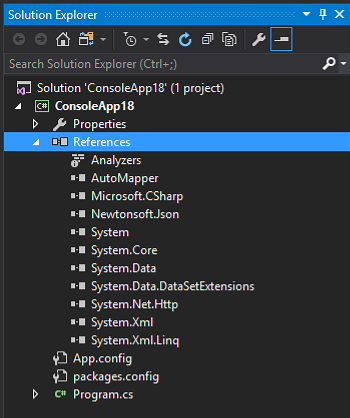 Solution Explorer
Search Solution Explorer (Ctrl+;)
Solution 'ConsoleApp18' (1 project)
C# ConsoleApp18
Properties
References
Analyzers
AutoMapper
Microsoft.CSharp
Newtonsoft.Json
System
System.Core
System.Data
System.Data.DataSetExtensions
System.Net.Http
System.Xml
System.Xml.Linq
App.config
packages.config
C# Program.cs